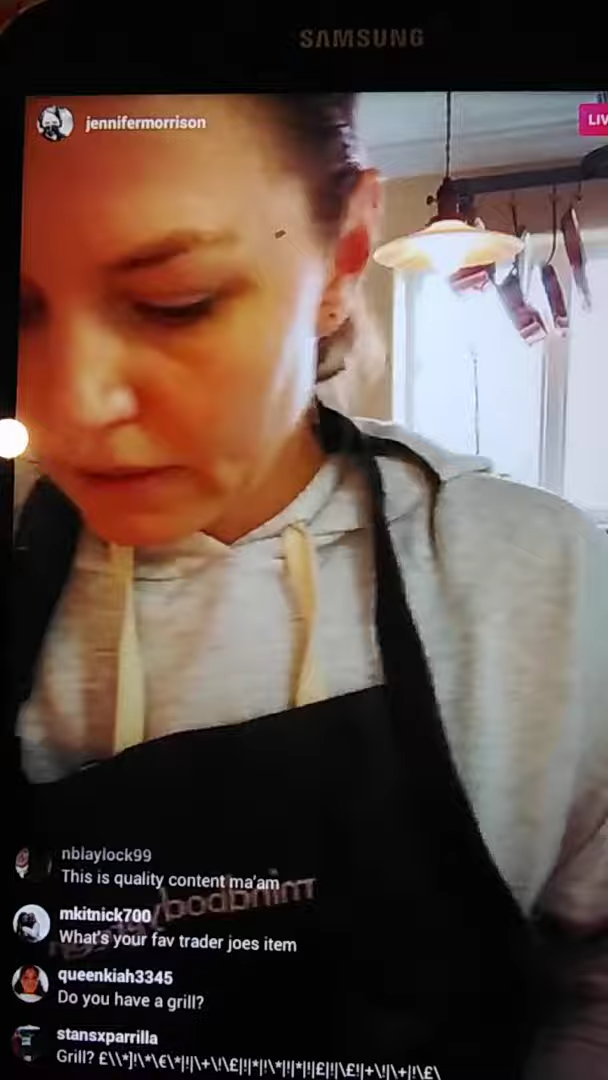 SAMSUNG
jennifermorrison
LIV
nblaylock99
This is quality content ma'am
mindbody
mkitnick700
What's your fav trader joes item
queenkiah3345
Do you have a grill?
stansxparrilla
Grill?